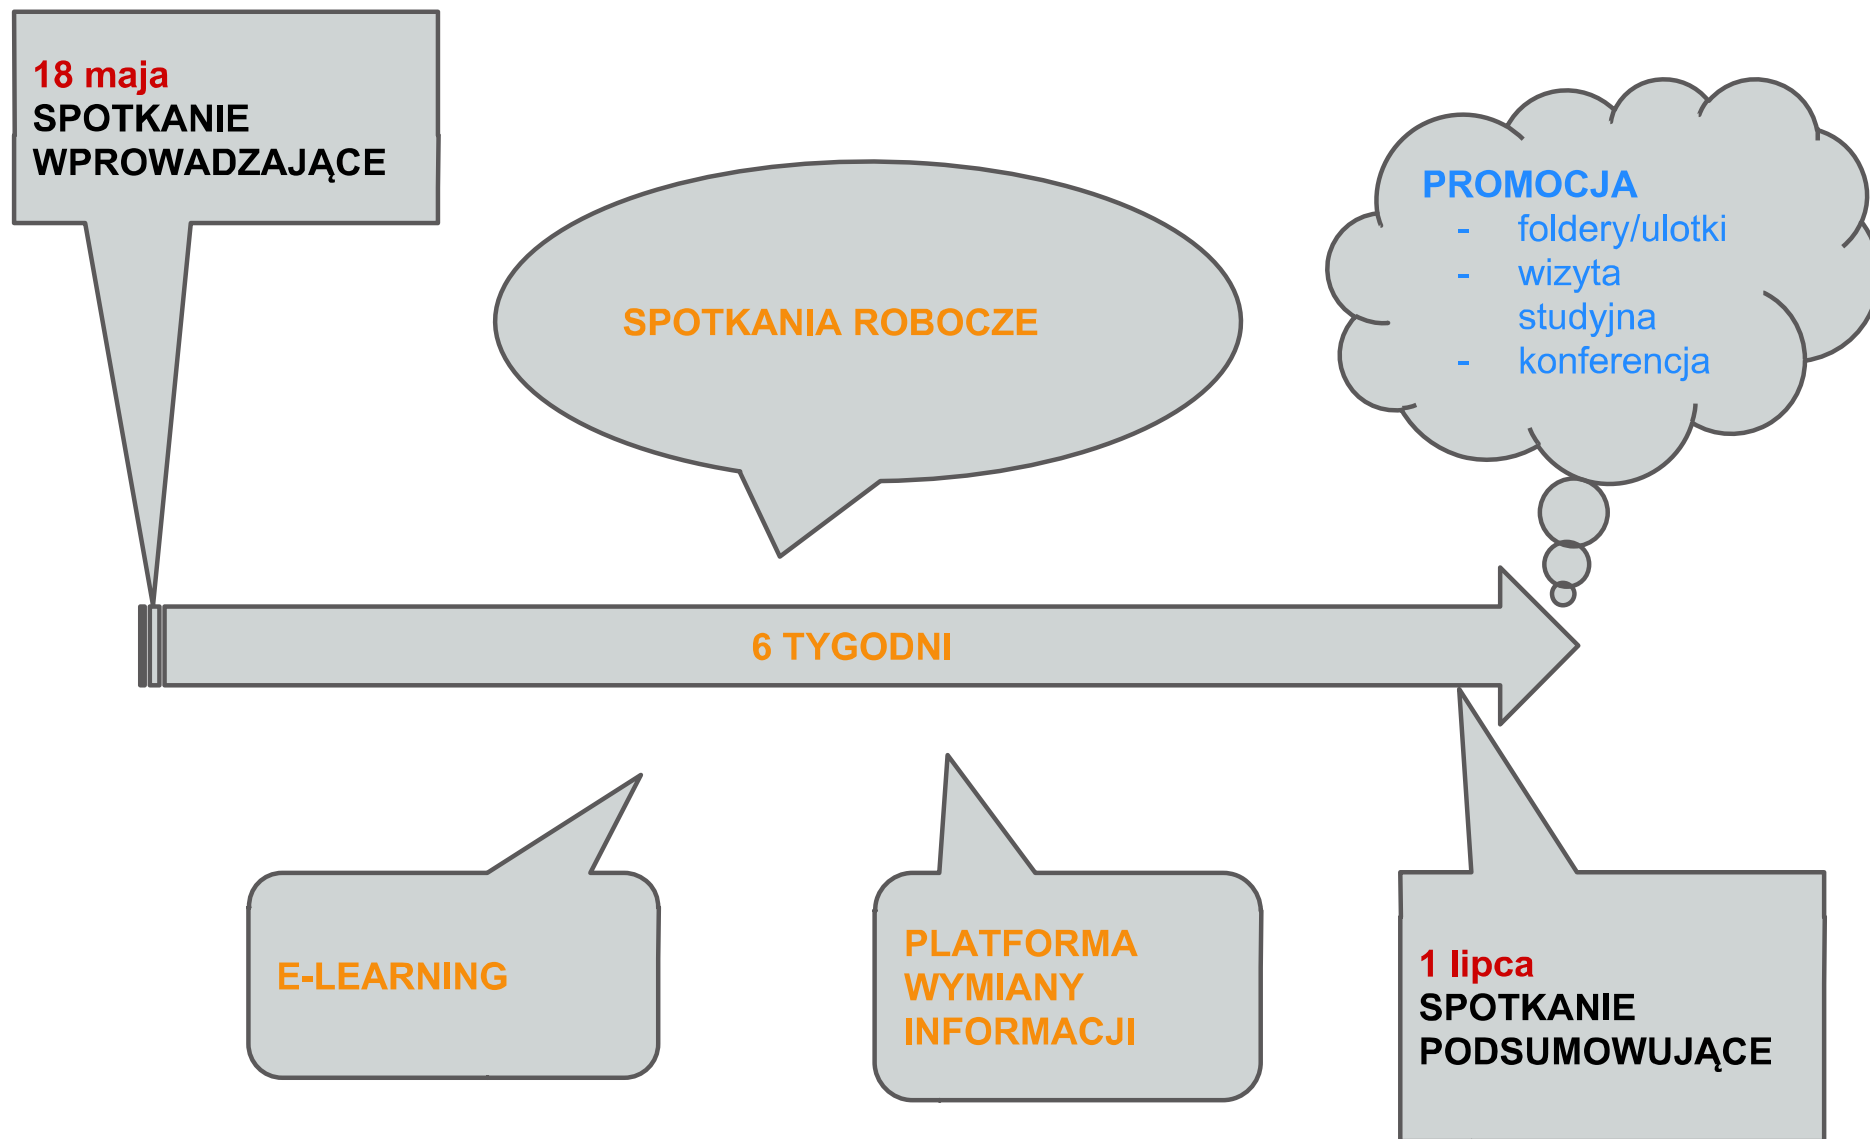 18 maja
SPOTKANIE
WPROWADZAJĄCE
PROMOCJA
- foldery/ulotki
- wizyta
studyjna
- konferencja
SPOTKANIA ROBOCZE
6 TYGODNI
E-LEARNING
PLATFORMA
WYMIANY
INFORMACJI
1 lipca
SPOTKANIE
PODSUMOWUJĄCE